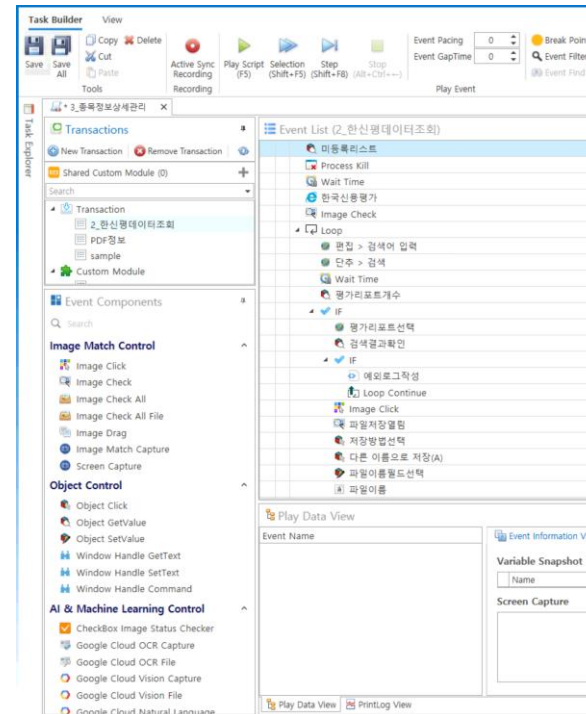 Task Builder View
Save
Save All
Copy
Delete
Cut
Paste
Tools
Active Sync Recording
Recording
Play Script (F5)
Selection (Shift+F5)
Step (Shift+F8)
Stop (Alt+Ctrl+←)
Event Pacing 0
Event GapTime 0
Break Poin
Event Filter
Event Find
Play Event
Task Explorer
* 3_종목정보상세관리 ×
Transactions
New Transaction Remove Transaction
Shared Custom Module (0)
Search
Transaction
2_한신평데이터조회
PDF정보
sample
Custom Module
Event Components
Search
Image Match Control
Image Click
Image Check
Image Check All
Image Check All File
Image Drag
Image Match Capture
Screen Capture
Object Control
Object Click
Object GetValue
Object SetValue
Window Handle GetText
Window Handle SetText
Window Handle Command
AI & Machine Learning Control
CheckBox Image Status Checker
Google Cloud OCR Capture
Google Cloud OCR File
Google Cloud Vision Capture
Google Cloud Vision File
Google Cloud Natural Language
Event List (2_한신평데이터조회)
미등록리스트
Process Kill
Wait Time
한국신용평가
Image Check
Loop
편집 > 검색어 입력
단추 > 검색
Wait Time
평가리포트개수
IF
평가리포트선택
검색결과확인
IF
예외로그작성
Loop Continue
Image Click
파일저장열림
저장방법선택
다른 이름으로 저장(A)
파일이름필드선택
파일이름
Play Data View
Event Name
Event Information V
Variable Snapshot
Name
Screen Capture
Play Data View PrintLog View